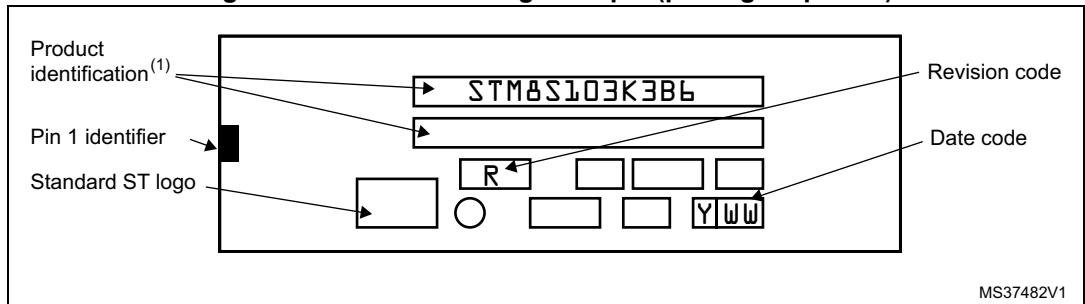 Product
identification(1)
STM8S103K3B6
Revision code
Pin 1 identifier
Date code
Standard ST logo
R
Y WW
MS37482V1